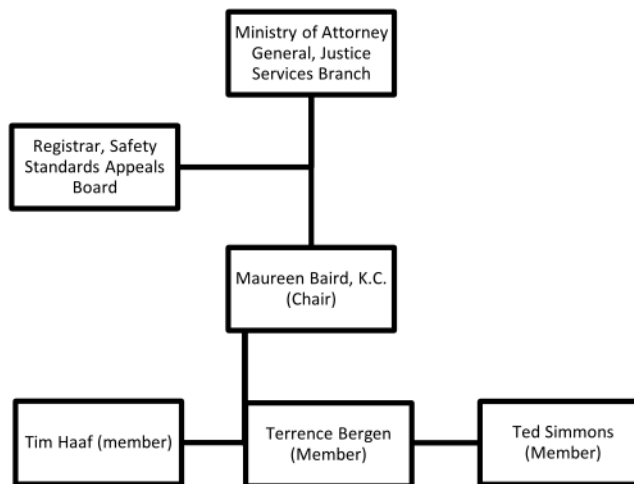 Ministry of Attorney
General, Justice
Services Branch
Registrar, Safety
Standards Appeals
Board
Maureen Baird, K.C.
(Chair)
Tim Haaf (member)
Terrence Bergen
(Member)
Ted Simmons
(Member)